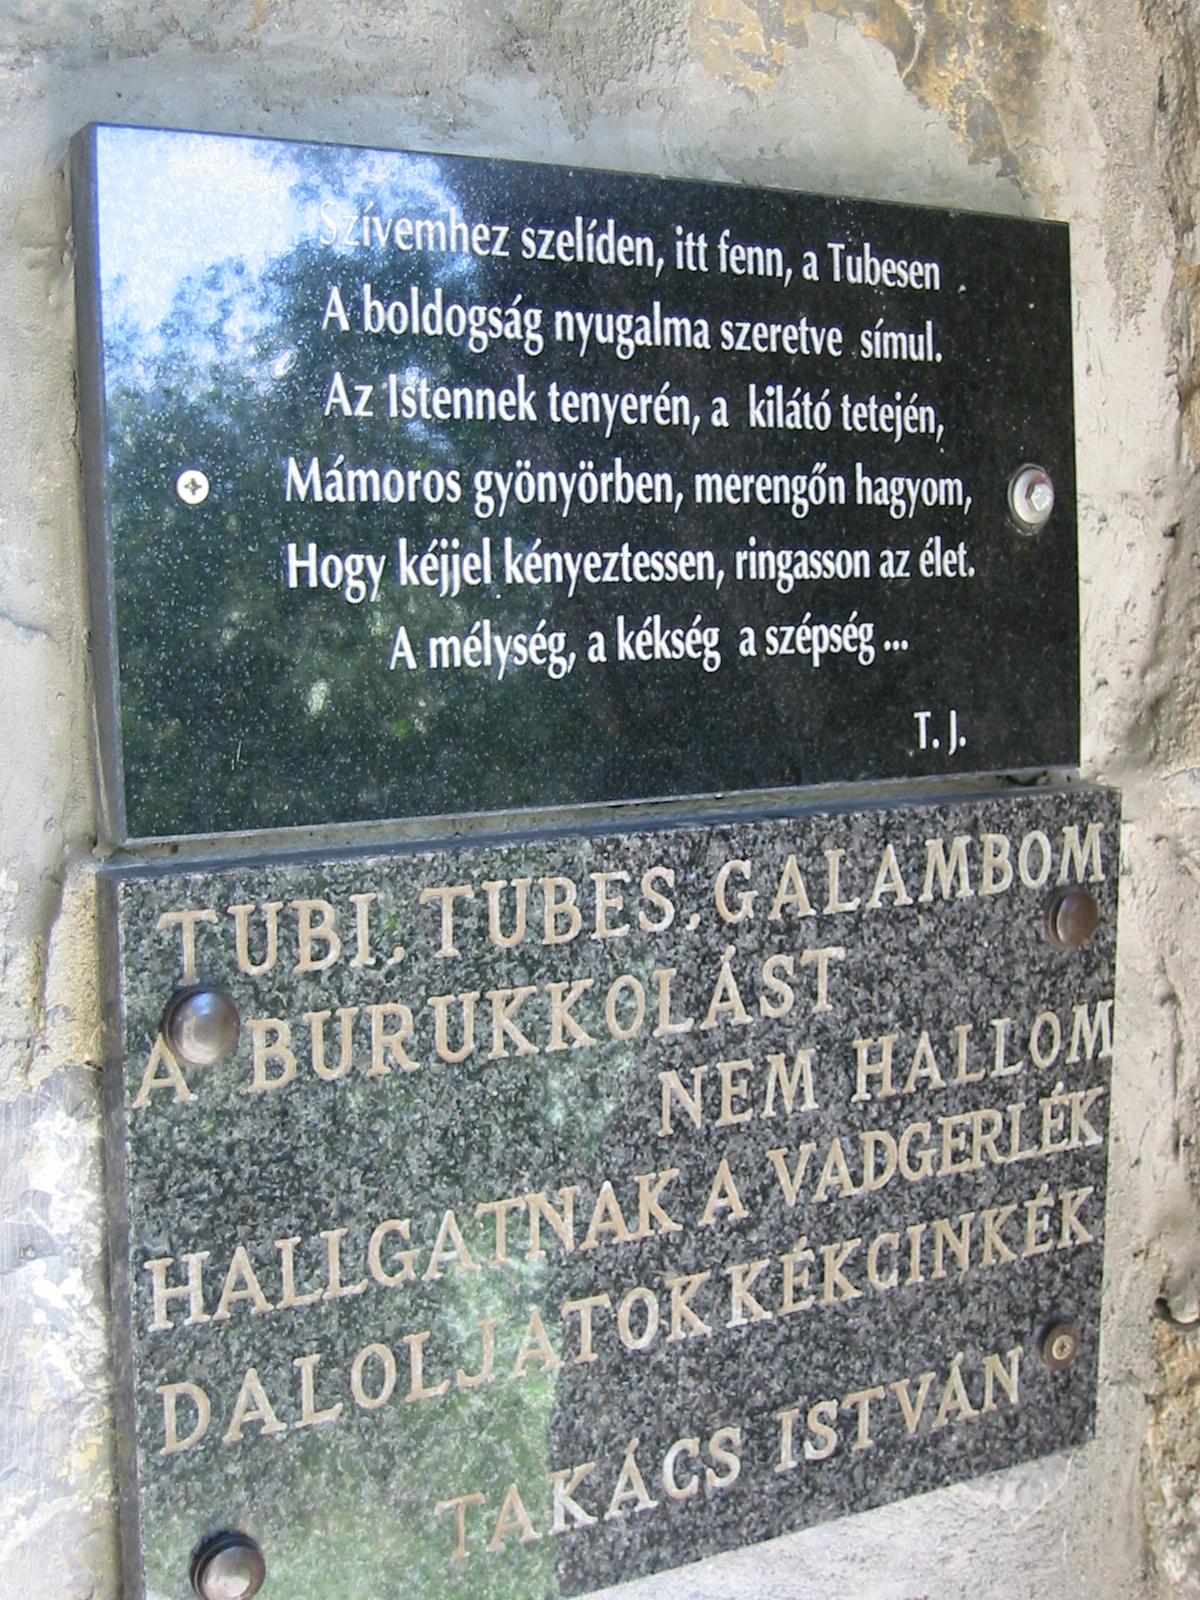 Szívemhez szelíden, itt fenn, a Tubesen
A boldogság nyugalma szeretve símul.
Az Istennek tenyerén, a kilátó tetején,
Mámoros gyönyörben, merengőn hagyom,
Hogy kéjjel kényeztessen, ringasson az élet.
A mélység, a kékség a szépség ...
T. J.
TUBI, TUBES, GALAMBOM
A BURUKKOLÁST
NEM HALLOM
HALLGATNAK A VADGERLÉK
DALOLJATOK KÉKCINKÉK
TAKÁCS ISTVÁN